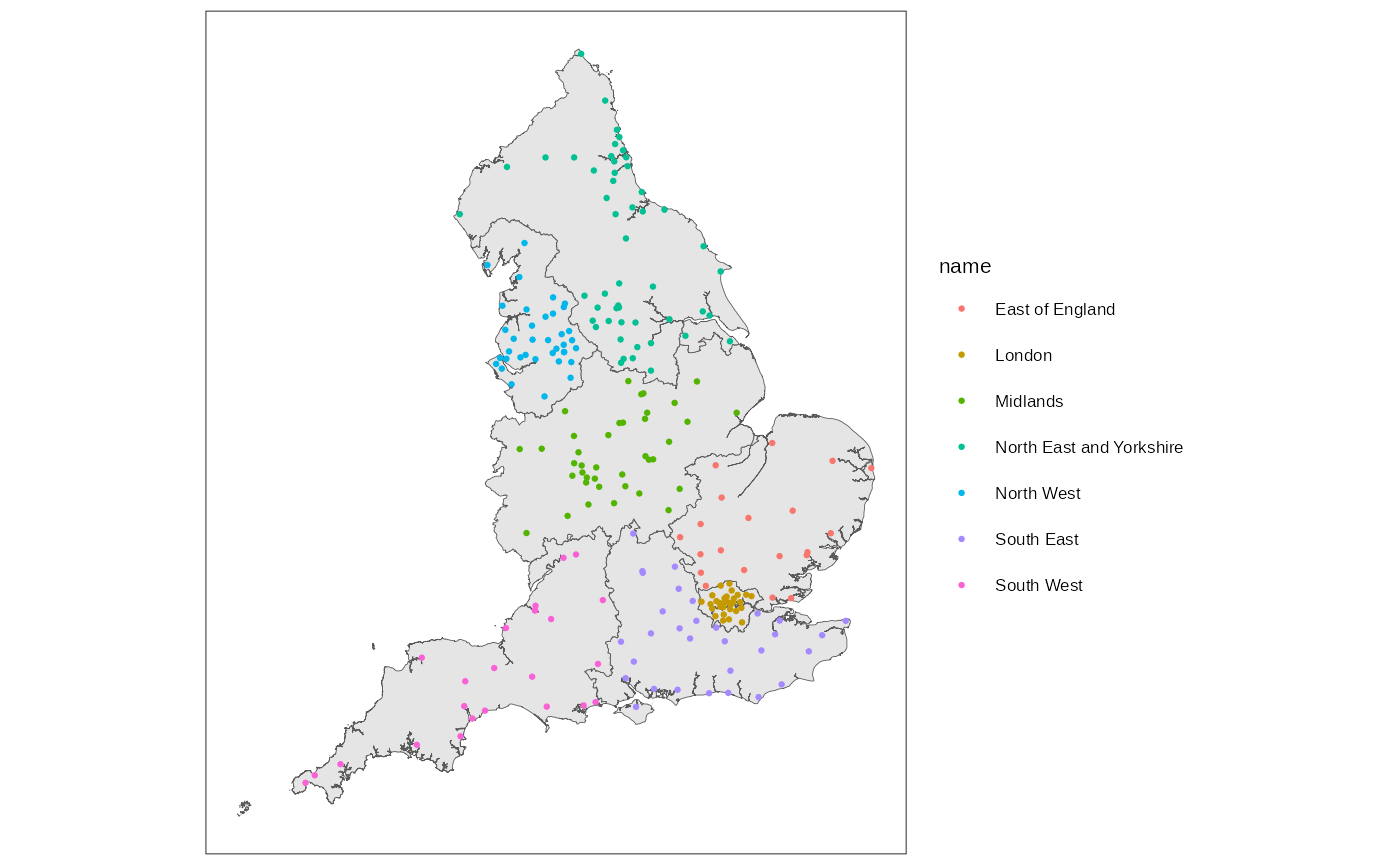 name
East of England
London
Midlands
North East and Yorkshire
North West
South East
South West